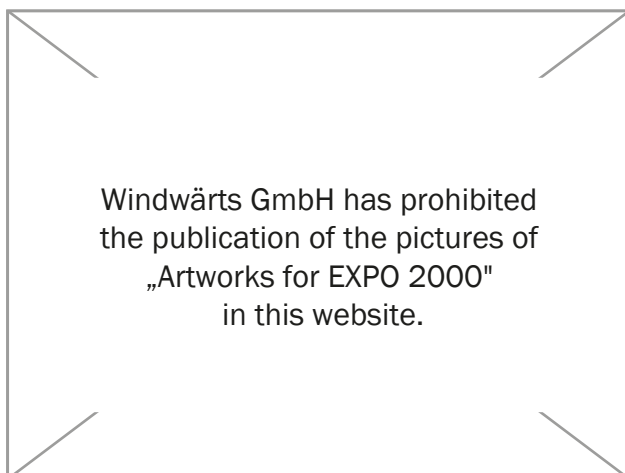 Windwärts GmbH has prohibited
the publication of the pictures of
„Artworks for EXPO 2000"
in this website.